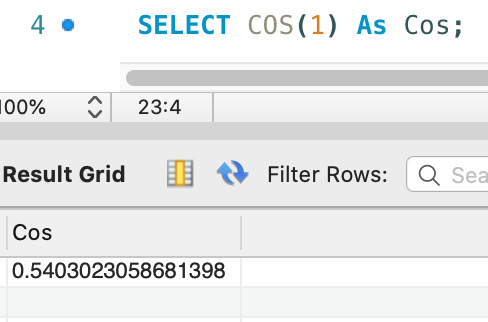 4 SELECT COS(1) As Cos;
100% 23:4
Result Grid Filter Rows:
Cos
0.5403023058681398